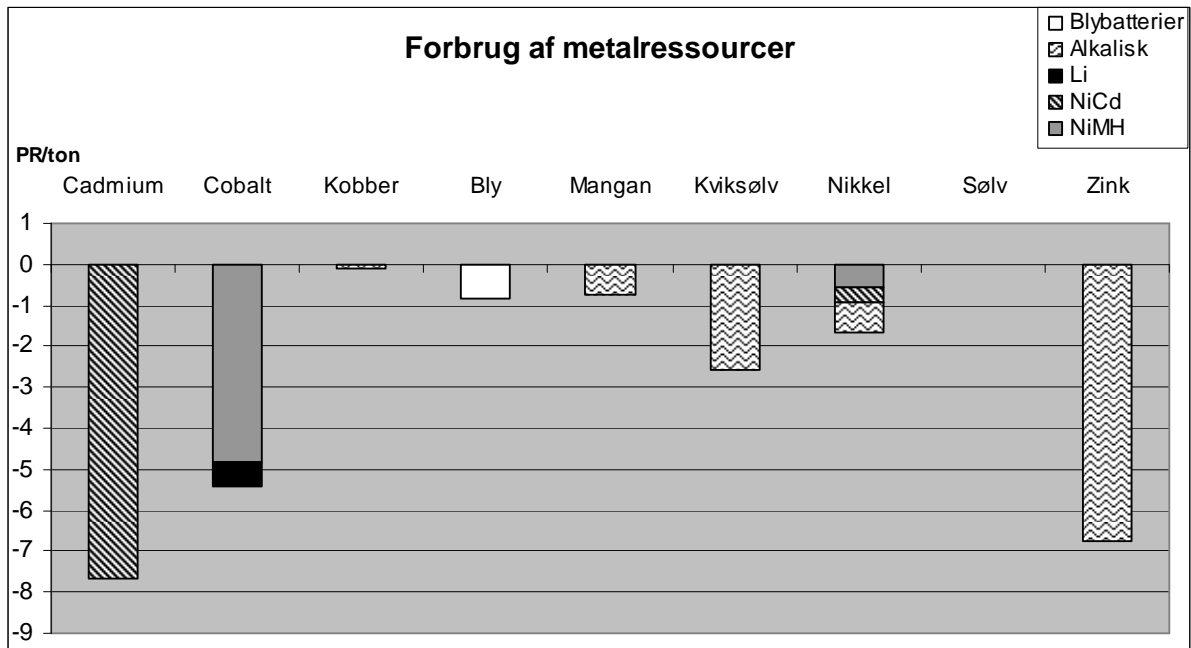 Forbrug af metalressourcer
Blybatterier
Alkalisk
Li
NiCd
NiMH
PR/ton
Cadmium Cobalt Kobber Bly Mangan Kviksølv Nikkel Sølv Zink
1
0
-1
-2
-3
-4
-5
-6
-7
-8
-9